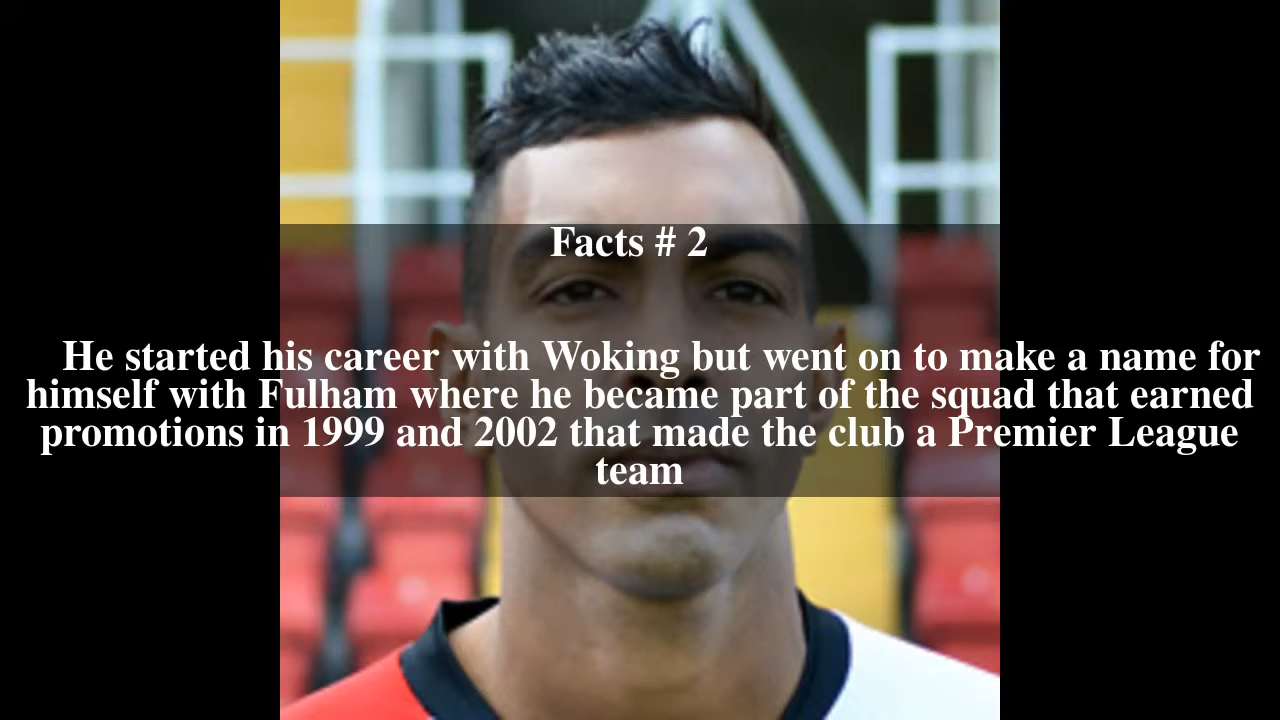 Facts # 2
He started his career with Woking but went on to make a name for
himself with Fulham where he became part of the squad that earned
promotions in 1999 and 2002 that made the club a Premier League
team